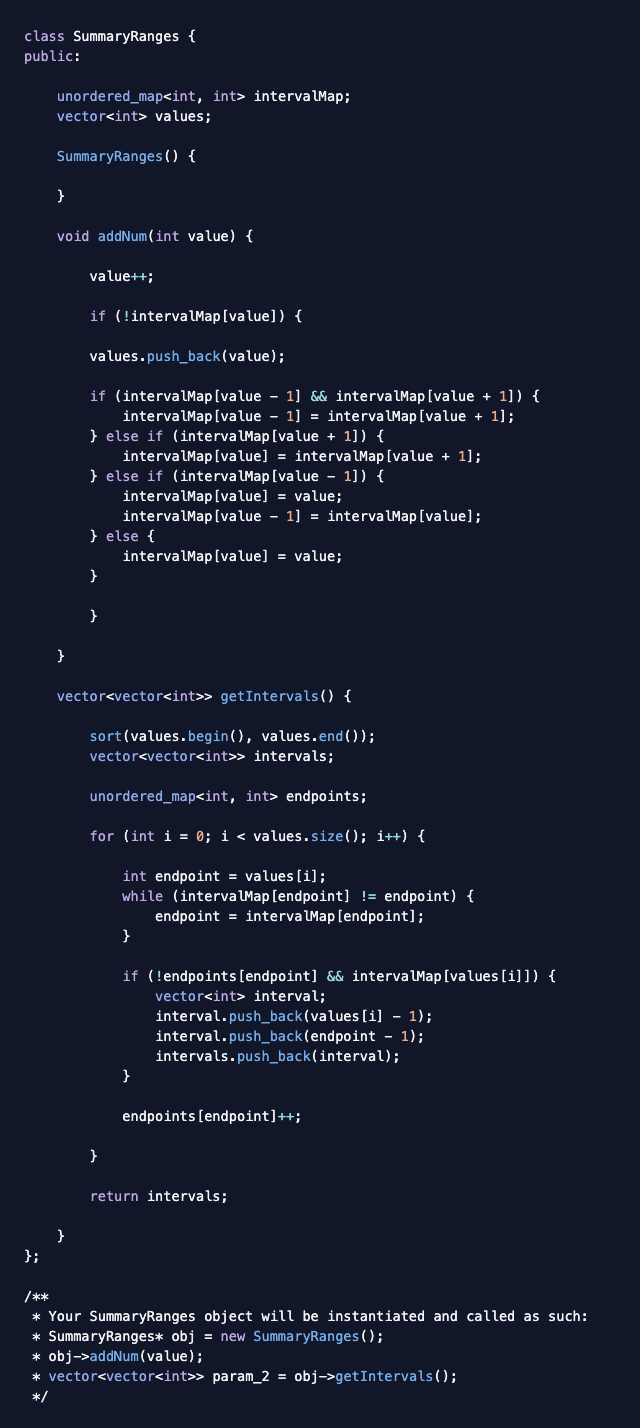 class SummaryRanges {
public:
    unordered_map<int, int> intervalMap;
    vector<int> values;
    SummaryRanges() {
    }
    void addNum(int value) {
        value++;
        if (!intervalMap[value]) {
        values.push_back(value);
        if (intervalMap[value - 1] && intervalMap[value + 1]) {
            intervalMap[value - 1] = intervalMap[value + 1];
        } else if (intervalMap[value + 1]) {
            intervalMap[value] = intervalMap[value + 1];
        } else if (intervalMap[value - 1]) {
            intervalMap[value] = value;
            intervalMap[value - 1] = intervalMap[value];
        } else {
            intervalMap[value] = value;
        }
        }
    }
    vector<vector<int>> getIntervals() {
        sort(values.begin(), values.end());
        vector<vector<int>> intervals;
        unordered_map<int, int> endpoints;
        for (int i = 0; i < values.size(); i++) {
            int endpoint = values[i];
            while (intervalMap[endpoint] != endpoint) {
                endpoint = intervalMap[endpoint];
            }
            if (!endpoints[endpoint] && intervalMap[values[i]]) {
                vector<int> interval;
                interval.push_back(values[i] - 1);
                interval.push_back(endpoint - 1);
                intervals.push_back(interval);
            }
            endpoints[endpoint]++;
        }
        return intervals;
    }
};
/**
 * Your SummaryRanges object will be instantiated and called as such:
 * SummaryRanges* obj = new SummaryRanges();
 * obj->addNum(value);
 * vector<vector<int>> param_2 = obj->getIntervals();
 */